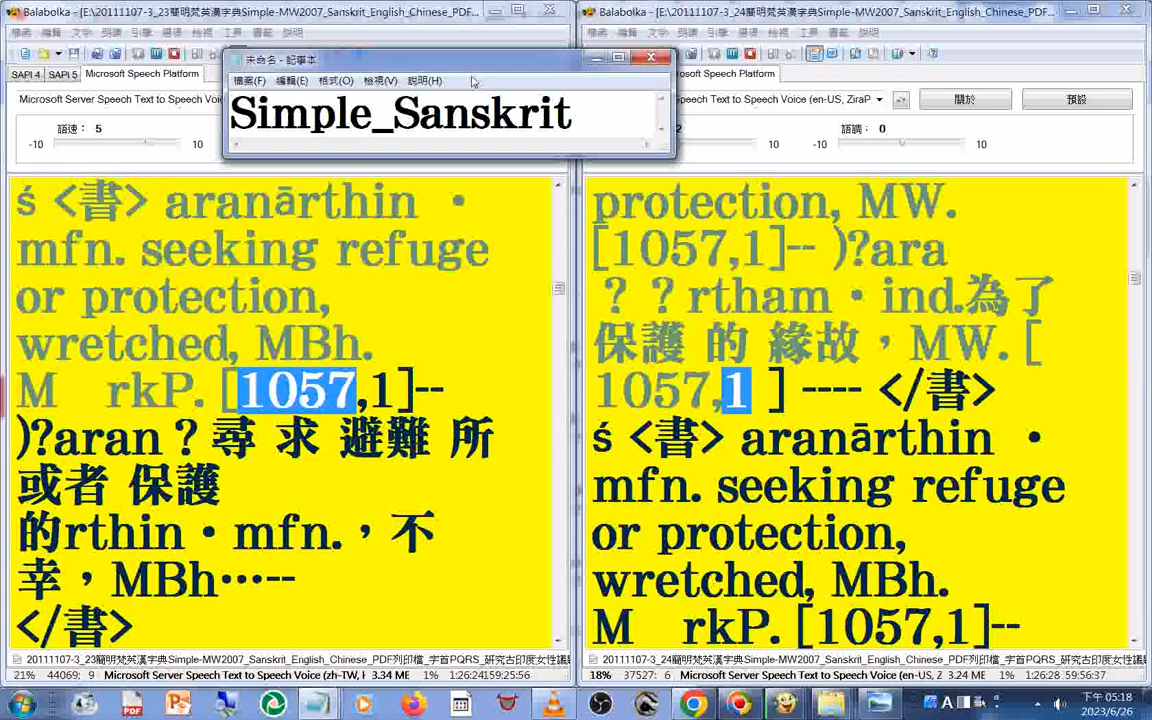 Balabolka - [E:\20111107-3_23簡明梵英漢字典Simple-MW2007_Sanskrit_English_Chinese_PDF...
Balabolka - [E:\20111107-3_24簡明梵英漢字典Simple-MW2007_Sanskrit_English_Chinese_PDF...
未命名 - 記事本
檔案(F) 編輯(E) 格式(O) 檢視(V) 說明(H)
Simple_Sanskrit
SAPI 4 SAPI 5 Microsoft Speech Platform
Speech Platform
Microsoft Server Speech Text to Speech Voi
Speech Text to Speech Voice (en-US, ZiraP
關於
預設
語速： 5
-10 10
2
10
語調： 0
-10 10
ś <書> aranārthin •
mfn. seeking refuge
or protection,
wretched, MBh.
M rkP. [1057,1]--
)?aran？尋 求 避難 所
或者 保護
的rthin•mfn.，不
幸，MBh…--
</書>
protection, MW.
[1057,1]-- )?ara
？？rtham•ind.為了
保護 的 緣故，MW. [
1057,1 ] ---- </書>
ś <書> aranārthin •
mfn. seeking refuge
or protection,
wretched, MBh.
M rkP. [1057,1]--
20111107-3_23簡明梵英漢字典Simple-MW2007_Sanskrit_English_Chinese_PDF列印檔_字首PQRS_研究古印度女性議
20111107-3_24簡明梵英漢字典Simple-MW2007_Sanskrit_English_Chinese_PDF列印檔_字首PQRS_研究古印度女性議
21% 44069: 9 Microsoft Server Speech Text to Speech Voice (zh-TW, H 3.34 MB 1% 1:26:24159:25:56
18% 37527: 6 Microsoft Server Speech Text to Speech Voice (en-US, Z 3.24 MB 1% 1:26:28 59:56:37
下午 05:18
2023/6/26